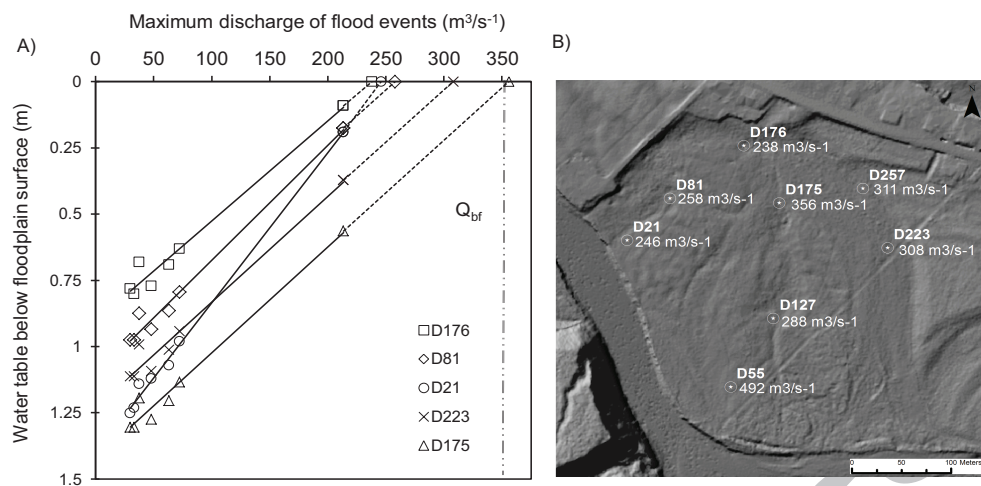 Maximum discharge of flood events (m³/s⁻¹)
A)
0 50 100 150 200 250 300 350
Water table below floodplain surface (m)
0
0.25
0.5
0.75
1
1.25
1.5
Qbf
D176
D81
D21
D223
D175
B)
N
D176
238 m3/s-1
D257
311 m3/s-1
D81
258 m3/s-1
D175
356 m3/s-1
D21
246 m3/s-1
D223
308 m3/s-1
D127
288 m3/s-1
D55
492 m3/s-1
0 50 100 Meters